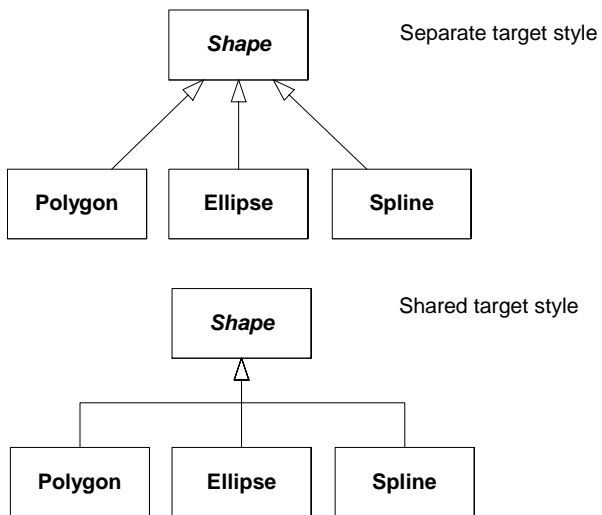 Shape
Separate target style
Polygon
Ellipse
Spline
Shape
Shared target style
Polygon
Ellipse
Spline